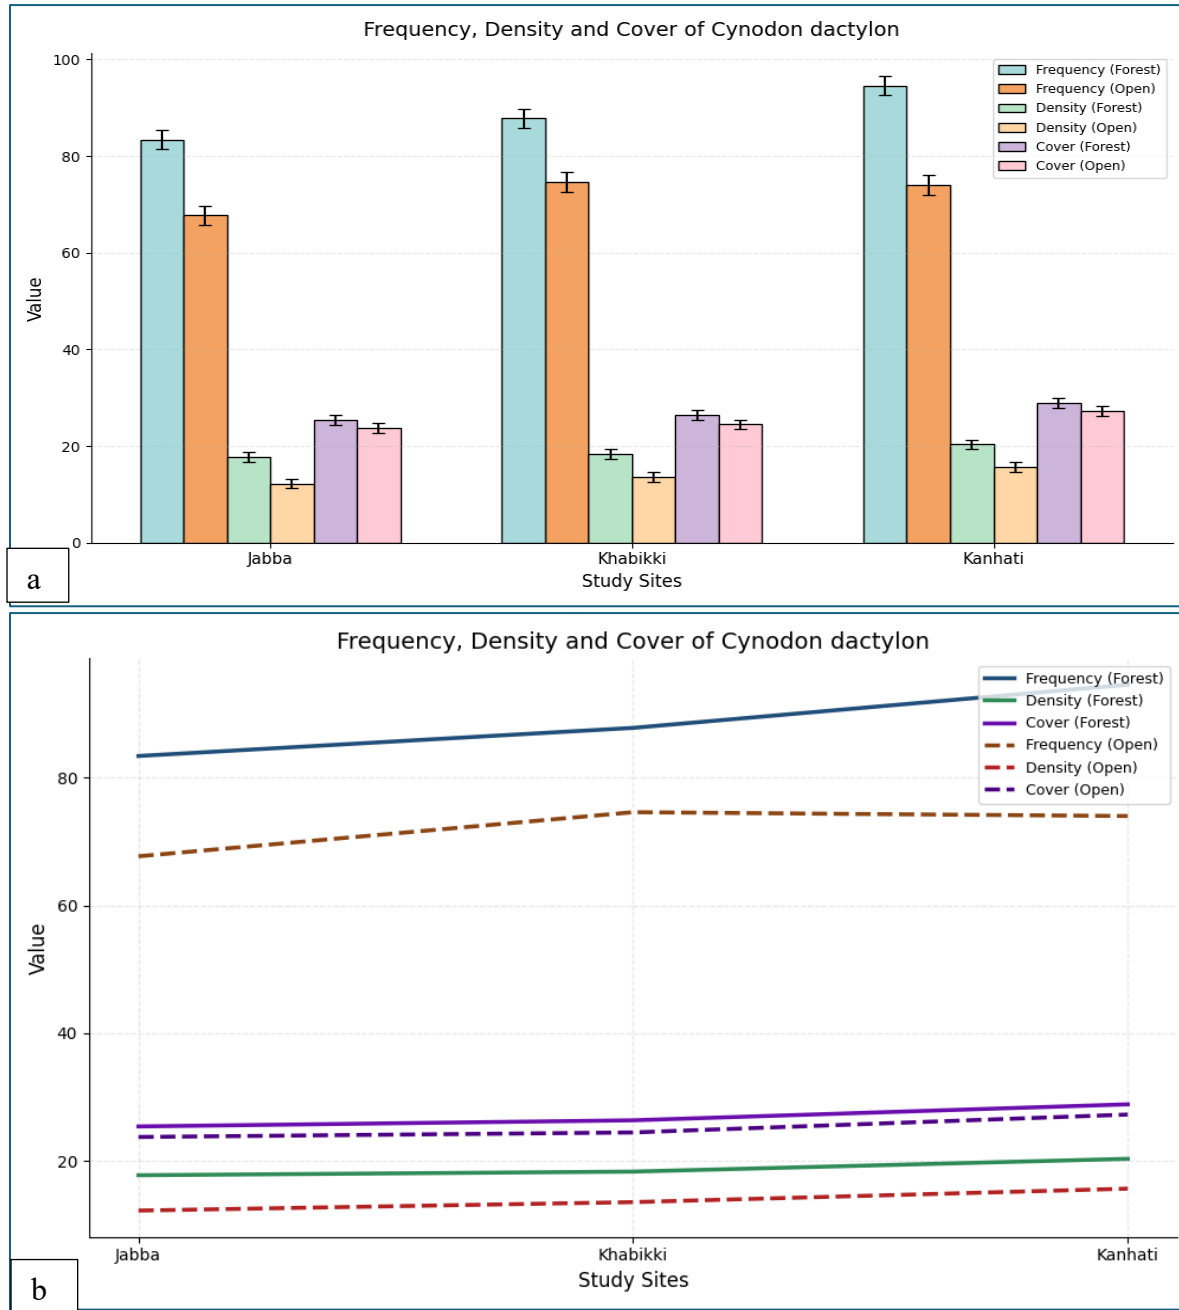 Frequency, Density and Cover of Cynodon dactylon
100
80
60
40
20
0
Value
Frequency (Forest)
Frequency (Open)
Density (Forest)
Density (Open)
Cover (Forest)
Cover (Open)
Jabba Khabikki Kanhati
Study Sites
a
Frequency, Density and Cover of Cynodon dactylon
80
60
40
20
Value
Frequency (Forest)
Density (Forest)
Cover (Forest)
Frequency (Open)
Density (Open)
Cover (Open)
Jabba Khabikki Kanhati
Study Sites
b